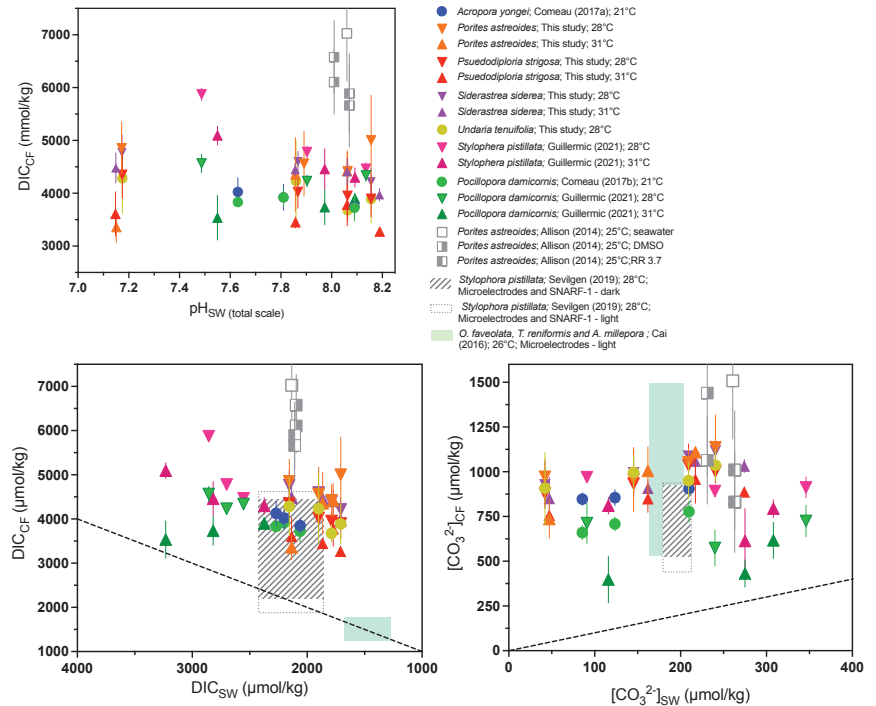 7000
6000
5000
4000
3000
DIC_CF (mmol/kg)
7.0
7.2
7.4
7.6
7.8
8.0
8.2
pH_SW (total scale)
Acropora yongei; Comeau (2017a); 21°C
Porites astreoides; This study; 28°C
Porites astreoides; This study; 31°C
Psuedodiploria strigosa; This study; 28°C
Psuedodiploria strigosa; This study; 31°C
Siderastrea siderea; This study; 28°C
Siderastrea siderea; This study; 31°C
Undaria tenuifolia; This study; 28°C
Stylophera pistillata; Guillermic (2021); 28°C
Stylophera pistillata; Guillermic (2021); 31°C
Pocillopora damicornis; Comeau (2017b); 21°C
Pocillopora damicornis; Guillermic (2021); 28°C
Pocillopora damicornis; Guillermic (2021); 31°C
Porites astreoides; Allison (2014); 25°C; seawater
Porites astreoides; Allison (2014); 25°C; DMSO
Porites astreoides; Allison (2014); 25°C;RR 3.7
Stylophora pistillata; Sevilgen (2019); 28°C;
Microelectrodes and SNARF-1 - dark
Stylophora pistillata; Sevilgen (2019); 28°C;
Microelectrodes and SNARF-1 - light
O. faveolata, T. reniformis and A. millepora ; Cai
(2016); 26°C; Microelectrodes - light
7000
6000
5000
4000
3000
2000
1000
DIC_CF (µmol/kg)
4000
3000
2000
1000
DIC_SW (µmol/kg)
1500
1250
1000
750
500
250
0
[CO₃²⁻]_CF (µmol/kg)
0
100
200
300
400
[CO₃²⁻]_SW (µmol/kg)